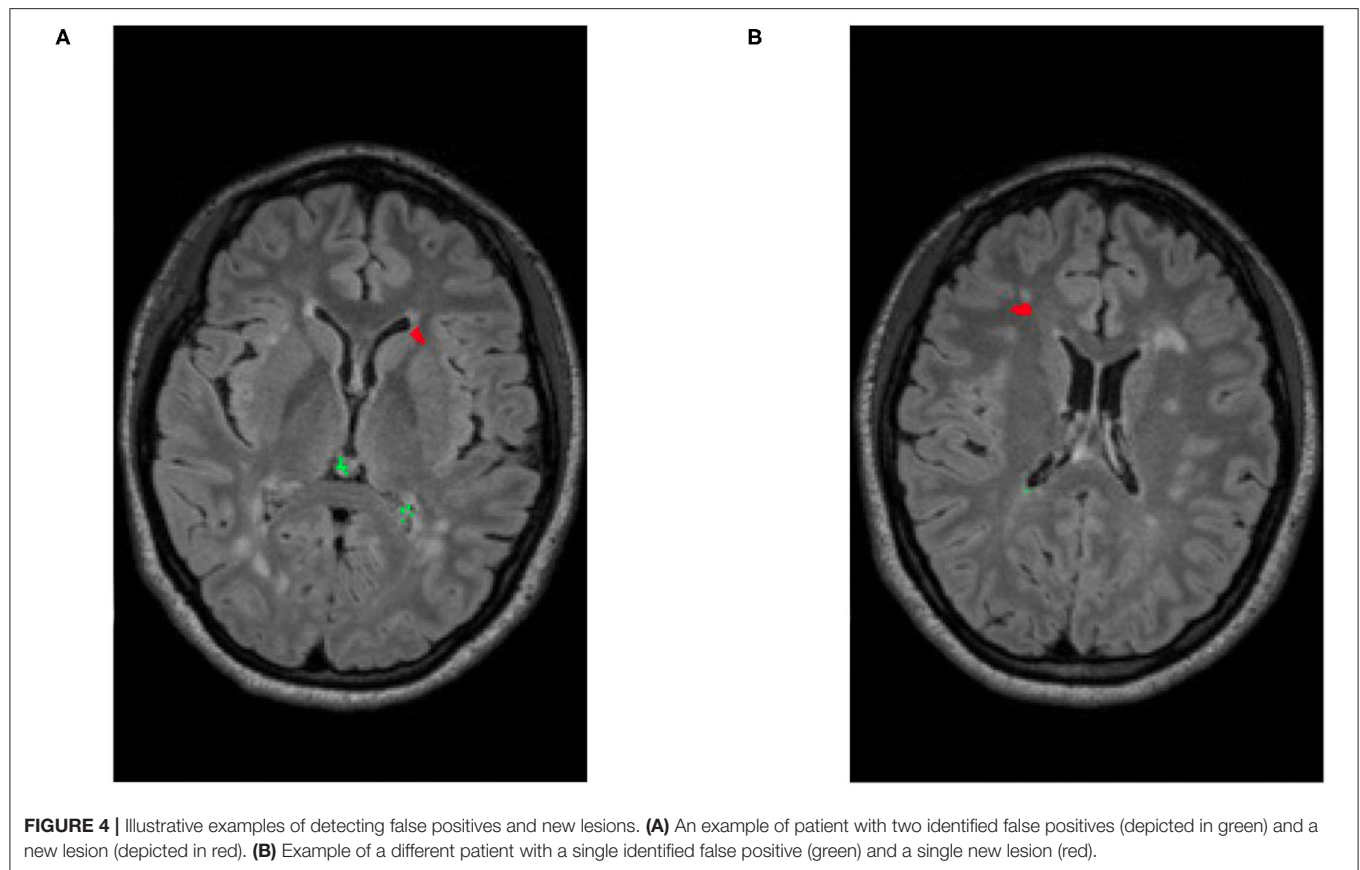 A
B
FIGURE 4 | Illustrative examples of detecting false positives and new lesions. (A) An example of patient with two identified false positives (depicted in green) and a
new lesion (depicted in red). (B) Example of a different patient with a single identified false positive (green) and a single new lesion (red).